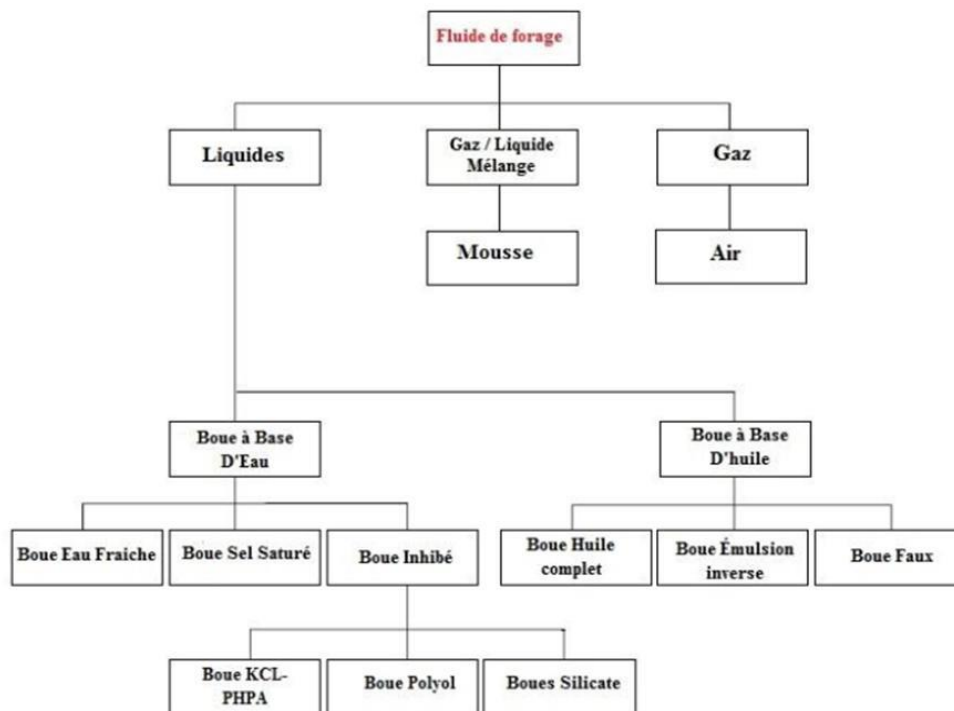 Fluide de forage
Liquides
Gaz / Liquide
Mélange
Gaz
Mousse
Air
Boue à Base
D'Eau
Boue à Base
D'huile
Boue Eau Fraiche
Boue Sel Saturé
Boue Inhibé
Boue Huile
complet
Boue Émulsion
inverse
Boue Faux
Boue KCL-
PHPA
Boue Polyol
Boues Silicate